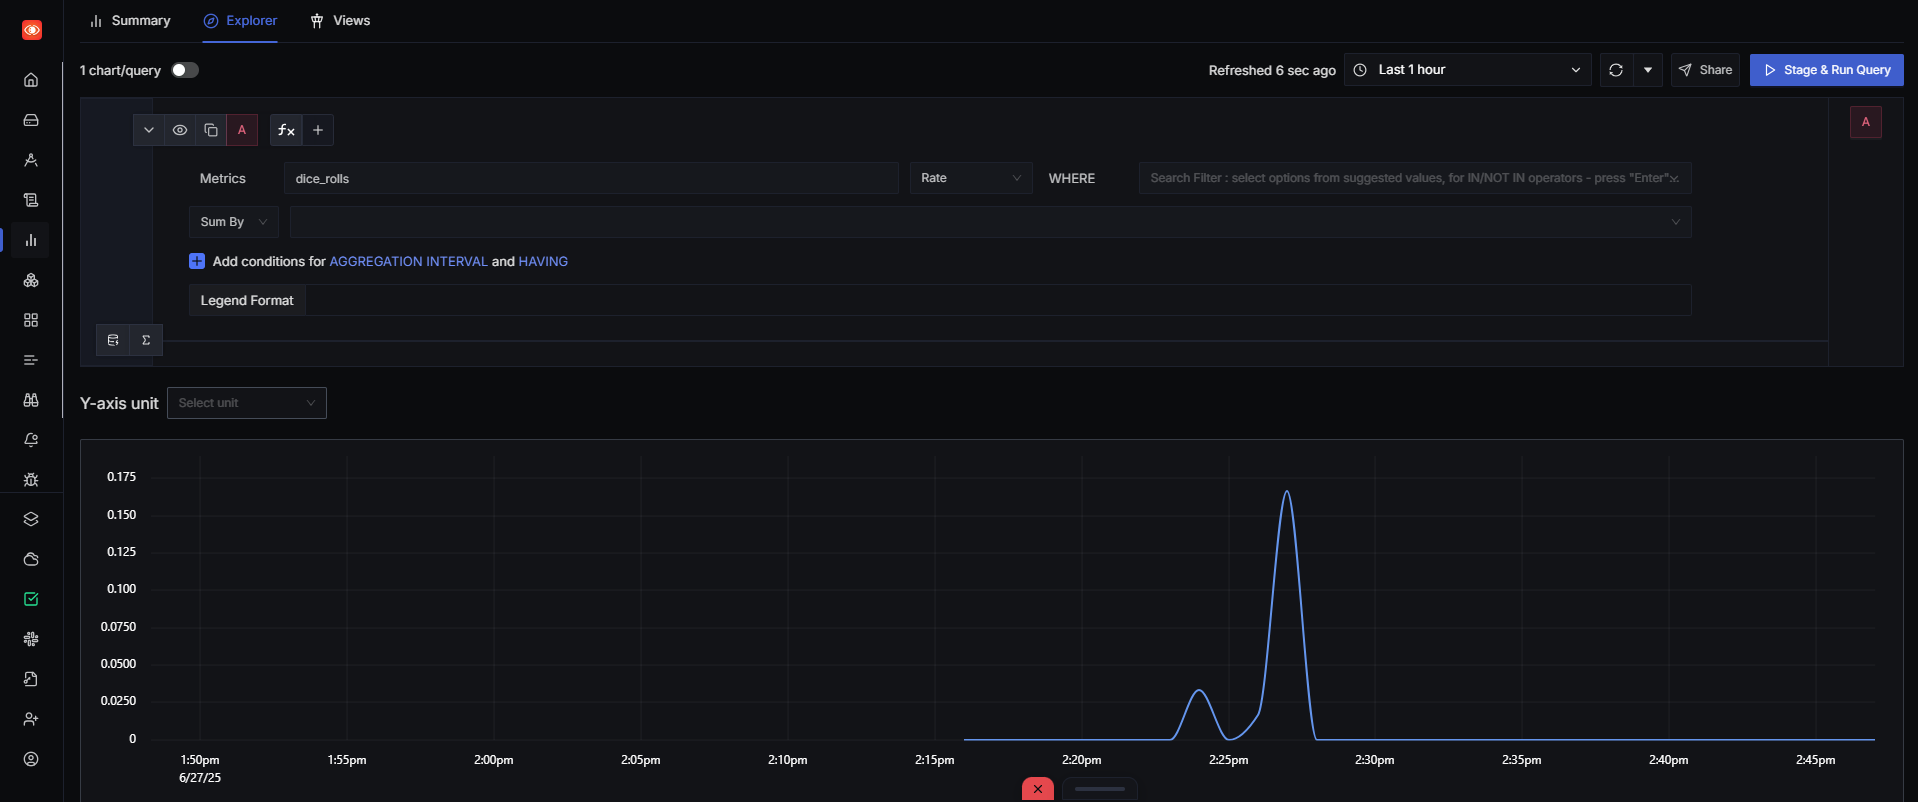 Summary Explorer Views
1 chart/query Refreshed 6 sec ago Last 1 hour Share Stage & Run Query
A fx A
Metrics dice_rolls Rate WHERE Search Filter : select options from suggested values, for IN/NOT IN operators - press "Enter"
Sum By
Add conditions for AGGREGATION INTERVAL and HAVING
Legend Format
Σ
Y-axis unit Select unit
0.175
0.150
0.125
0.100
0.0750
0.0500
0.0250
0
1:50pm 1:55pm 2:00pm 2:05pm 2:10pm 2:15pm 2:20pm 2:25pm 2:30pm 2:35pm 2:40pm 2:45pm
6/27/25